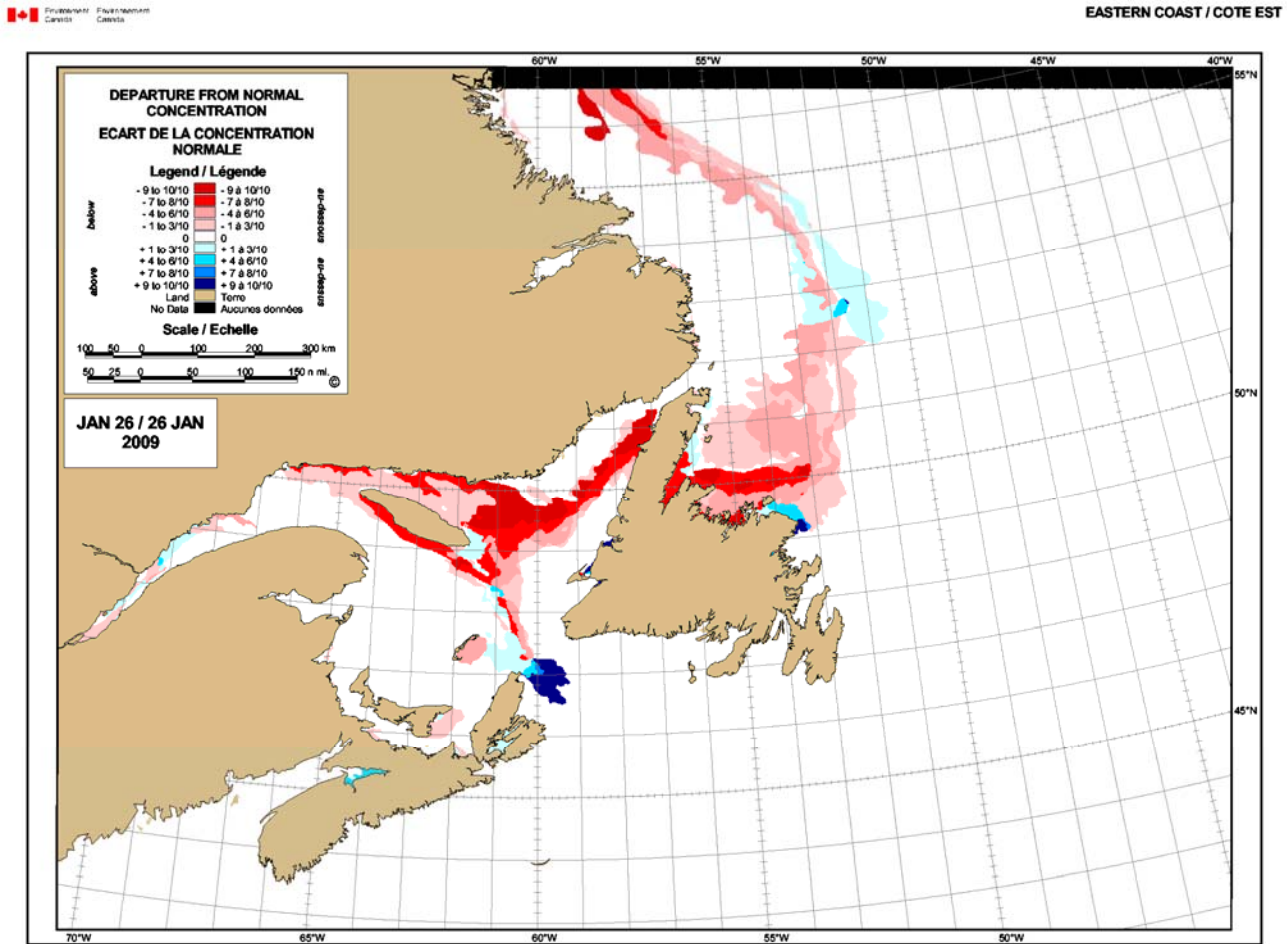 Environment Environnement
Canada Canada
EASTERN COAST / COTE EST
60°W 55°W 50°W 45°W 40°W
55°N
DEPARTURE FROM NORMAL
CONCENTRATION
ECART DE LA CONCENTRATION
NORMALE
Legend / Légende
below
above
- 9 to 10/10 - 9 à 10/10
- 7 to 8/10 - 7 à 8/10
- 4 to 6/10 - 4 à 6/10
- 1 to 3/10 - 1 à 3/10
0 0
+ 1 to 3/10 + 1 à 3/10
+ 4 to 6/10 + 4 à 6/10
+ 7 to 8/10 + 7 à 8/10
+ 9 to 10/10 + 9 à 10/10
Land Terre
No Data Aucunes données
au-dessous
au-dessus
Scale / Echelle
100 50 0 100 200 300 km
50 25 0 50 100 150 n mi.
©
JAN 26 / 26 JAN
2009
50°N
45°N
70°W 65°W 60°W 55°W 50°W